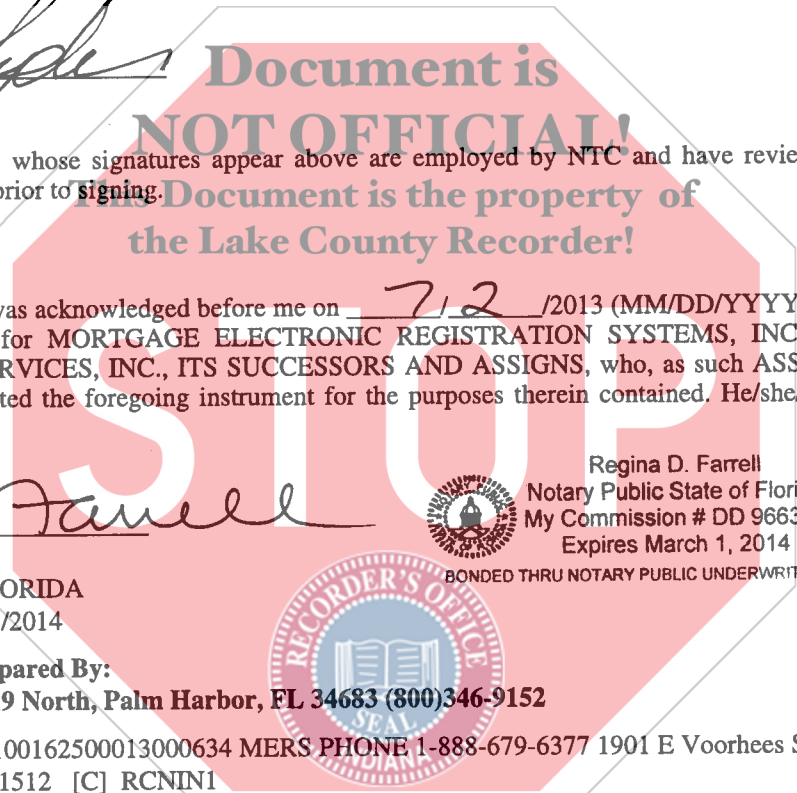 Document is
NOT OFFICIAL!
whose signatures appear above are employed by NTC and have revie
prior to signing.
This Document is the property of
the Lake County Recorder!
was acknowledged before me on 7/2/2013 (MM/DD/YYYY
for MORTGAGE ELECTRONIC REGISTRATION SYSTEMS, INC
RVICES, INC., ITS SUCCESSORS AND ASSIGNS, who, as such ASS
ted the foregoing instrument for the purposes therein contained. He/she/
STOP
Farrell
Regina D. Farrell
Notary Public State of Flori
My Commission # DD 9663
Expires March 1, 2014
BONDED THRU NOTARY PUBLIC UNDERWRIT
ORIDA
/2014
RECORDER'S OFFICE
SEAL
INDIANA
pared By:
9 North, Palm Harbor, FL 34683 (800)346-9152
100162500013000634 MERS PHONE 1-888-679-6377 1901 E Voorhees S
1512 [C] RCNIN1